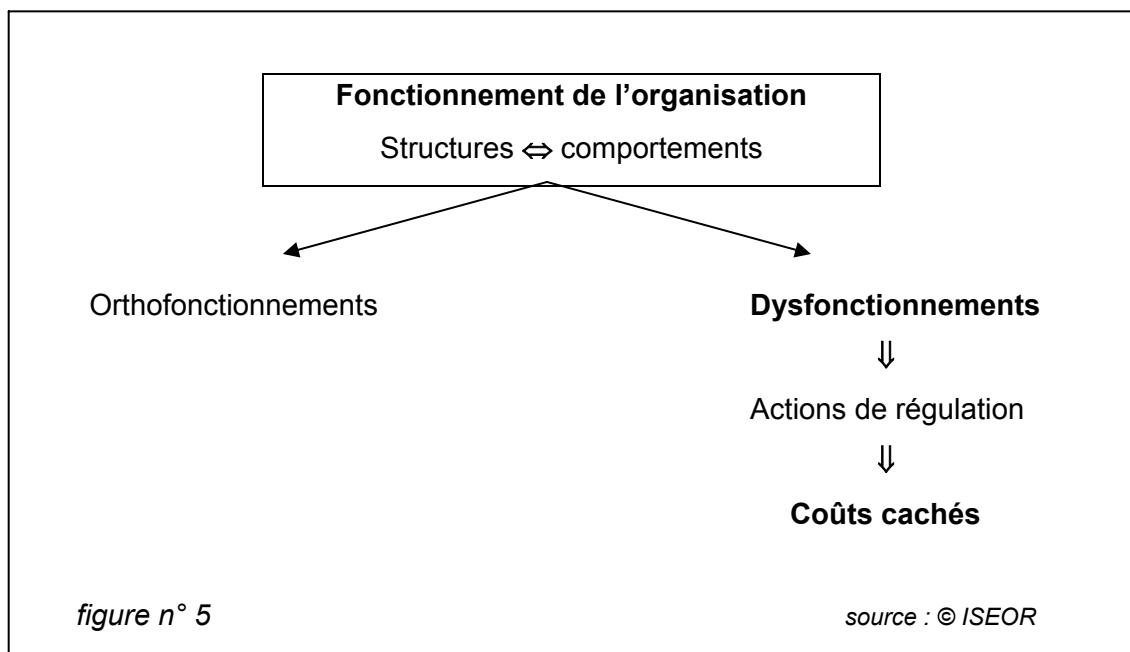 Fonctionnement de l’organisation
Structures ⇔ comportements
Orthofonctionnements
Dysfonctionnements
⇓
Actions de régulation
⇓
Coûts cachés
figure n° 5
source : © ISEOR